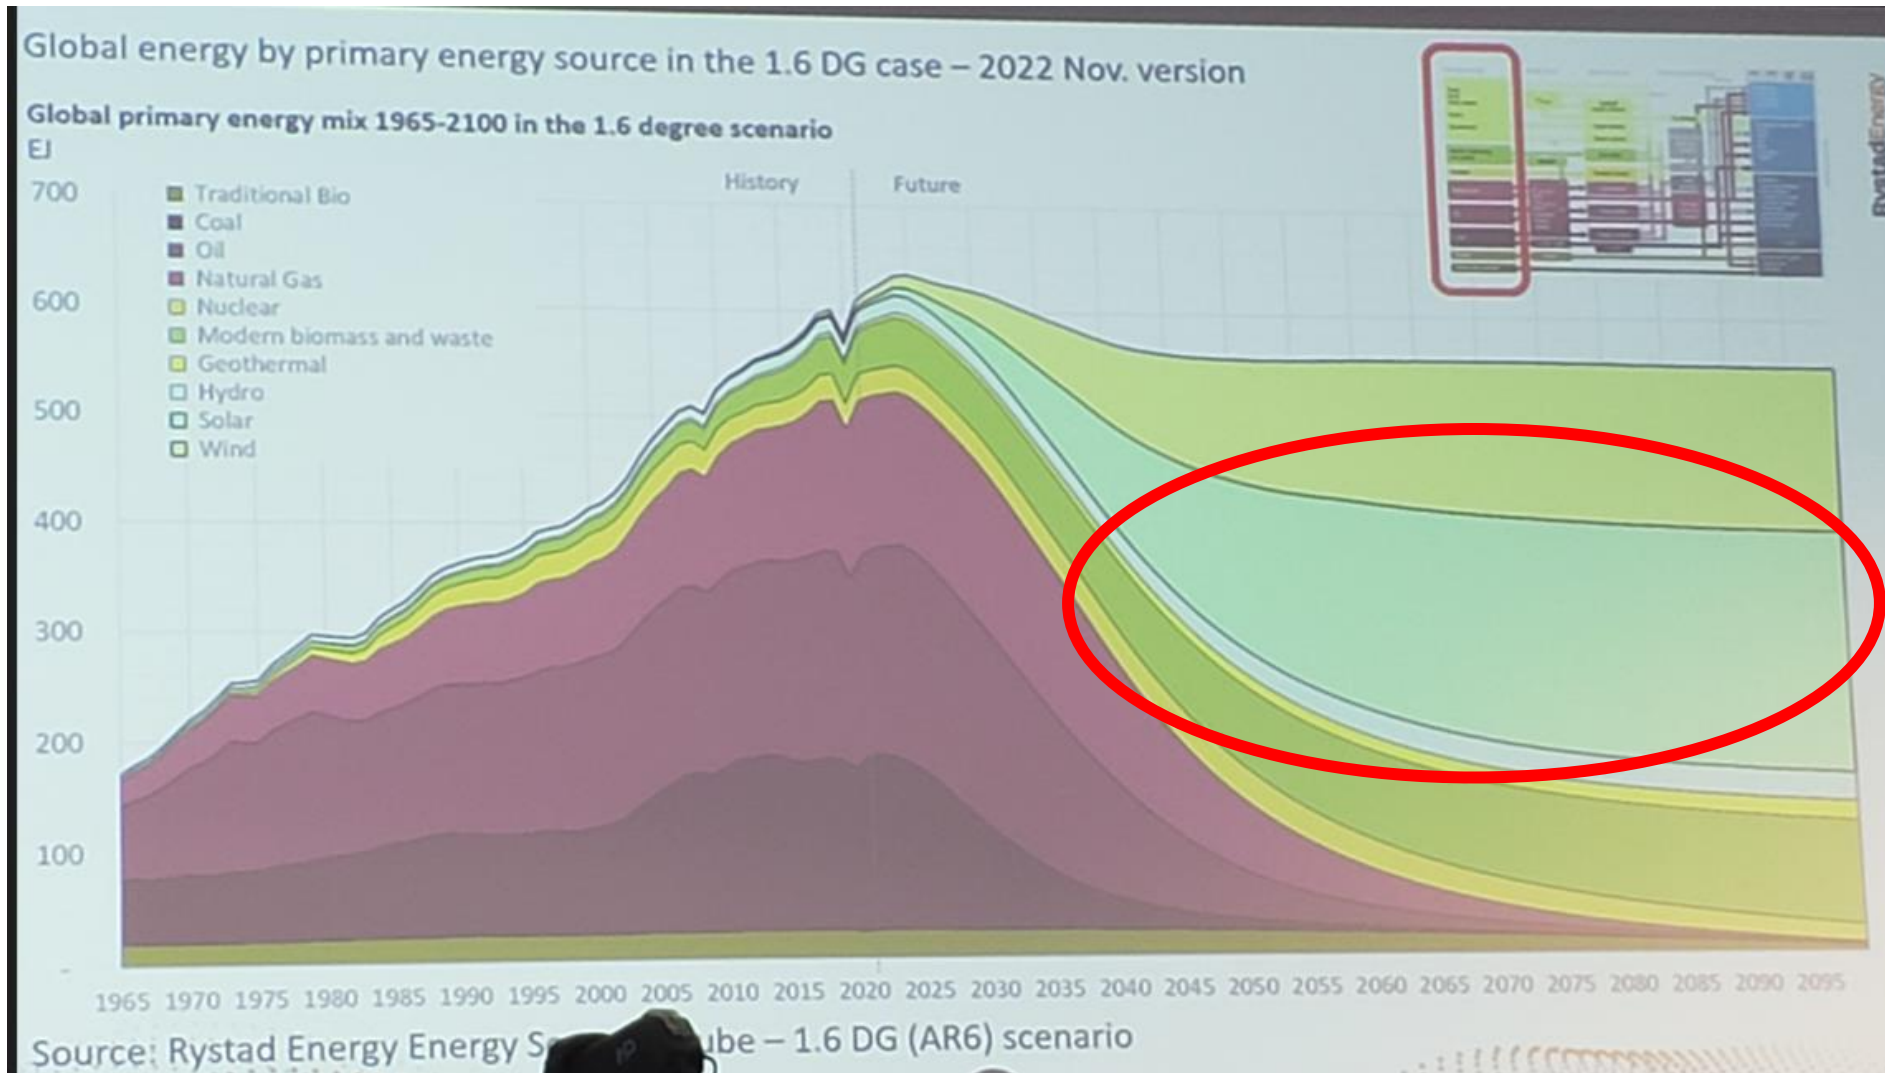 Global energy by primary energy source in the 1.6 DG case – 2022 Nov. version
Global primary energy mix 1965-2100 in the 1.6 degree scenario
EJ
RystadEnergy
History
Future
700
600
500
400
300
200
100
-
Traditional Bio
Coal
Oil
Natural Gas
Nuclear
Modern biomass and waste
Geothermal
Hydro
Solar
Wind
1965 1970 1975 1980 1985 1990 1995 2000 2005 2010 2015 2020 2025 2030 2035 2040 2045 2050 2055 2060 2065 2070 2075 2080 2085 2090 2095
Source: Rystad Energy Energy – 1.6 DG (AR6) scenario